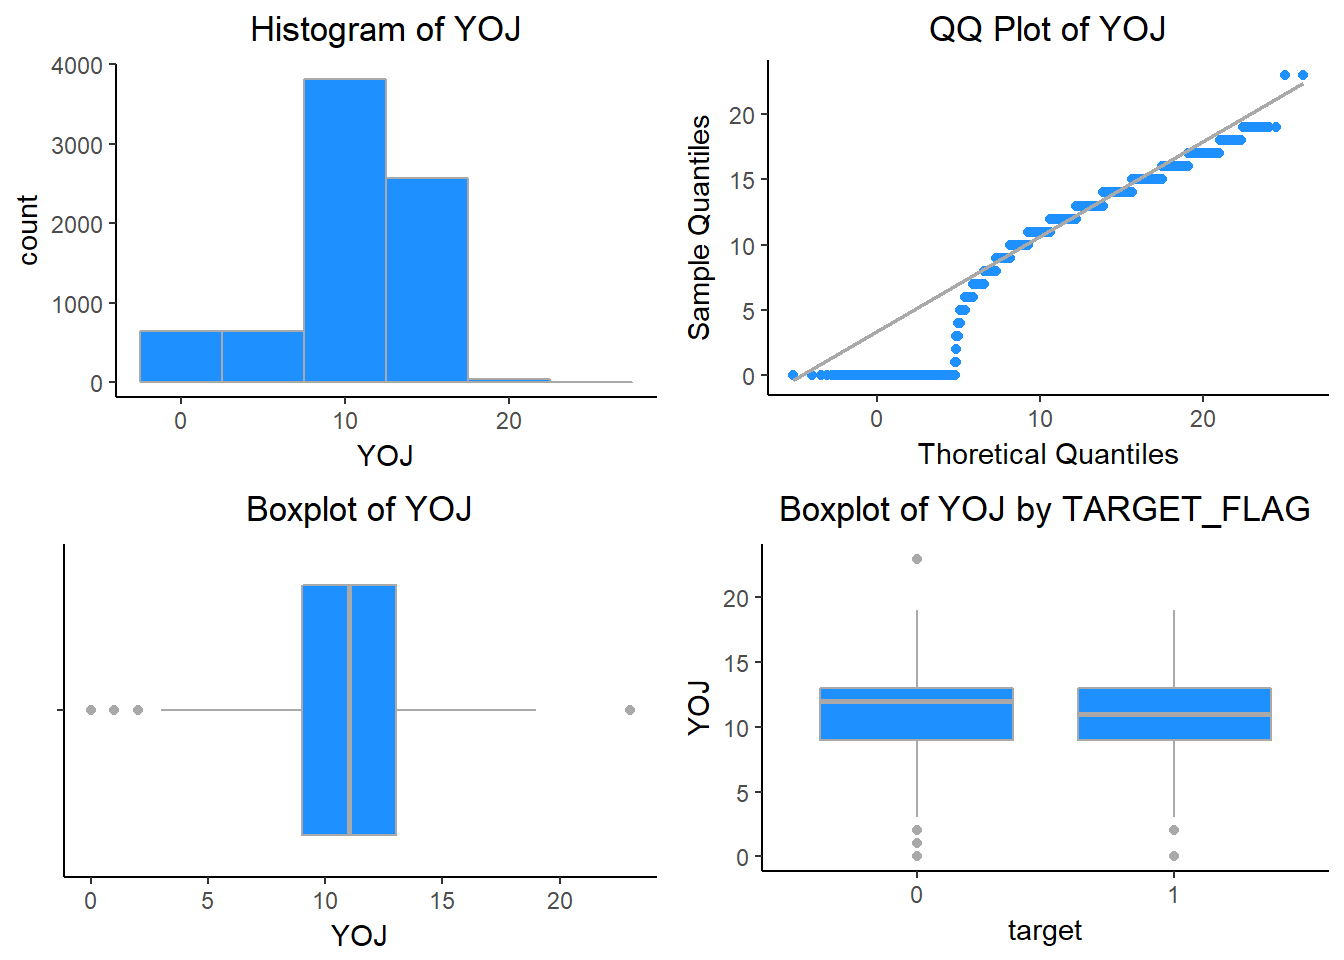 Histogram of YOJ
4000
3000
2000
1000
0
count
0 10 20
YOJ
QQ Plot of YOJ
20
15
10
5
0
Sample Quantiles
0 10 20
Thoretical Quantiles
Boxplot of YOJ
0 5 10 15 20
YOJ
Boxplot of YOJ by TARGET_FLAG
20
15
10
5
0
YOJ
0 1
target